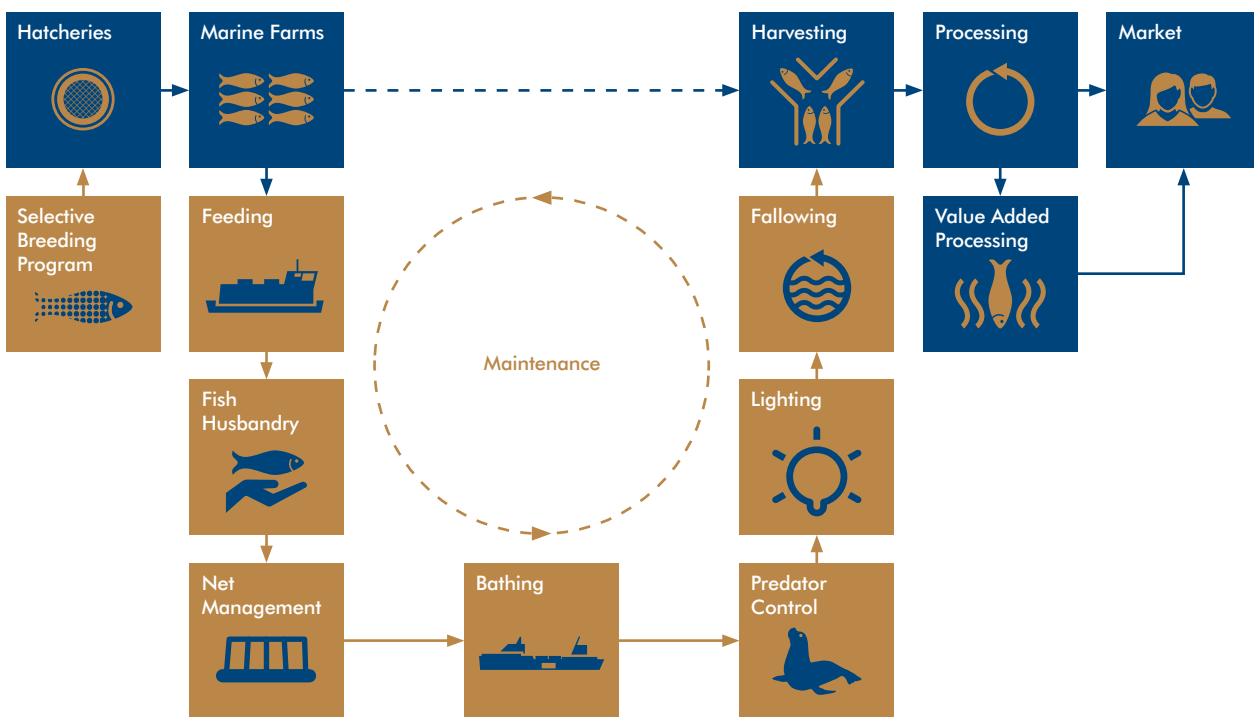 Hatcheries
Marine Farms
Harvesting
Processing
Market
Selective
Breeding
Program
Feeding
Fallowing
Value Added
Processing
Maintenance
Fish
Husbandry
Lighting
Net
Management
Bathing
Predator
Control